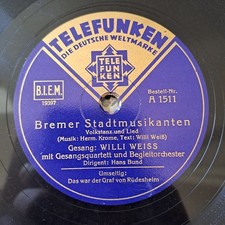 TELEFUNKEN
DIE DEUTSCHE WELTMARKE
TELE
FUN
KEN
B.I.E.M.
19397
Bestell-Nr.
A 1511
Bremer Stadtmusikanten
Volkstanz und Lied
(Musik: Herm. Krome, Text: Willi Weiß)
Gesang: WILLI WEISS
mit Gesangsquartett und Begleitorchester
Dirigent: Hans Bund
Umseitig:
Das war der Graf von Rüdesheim